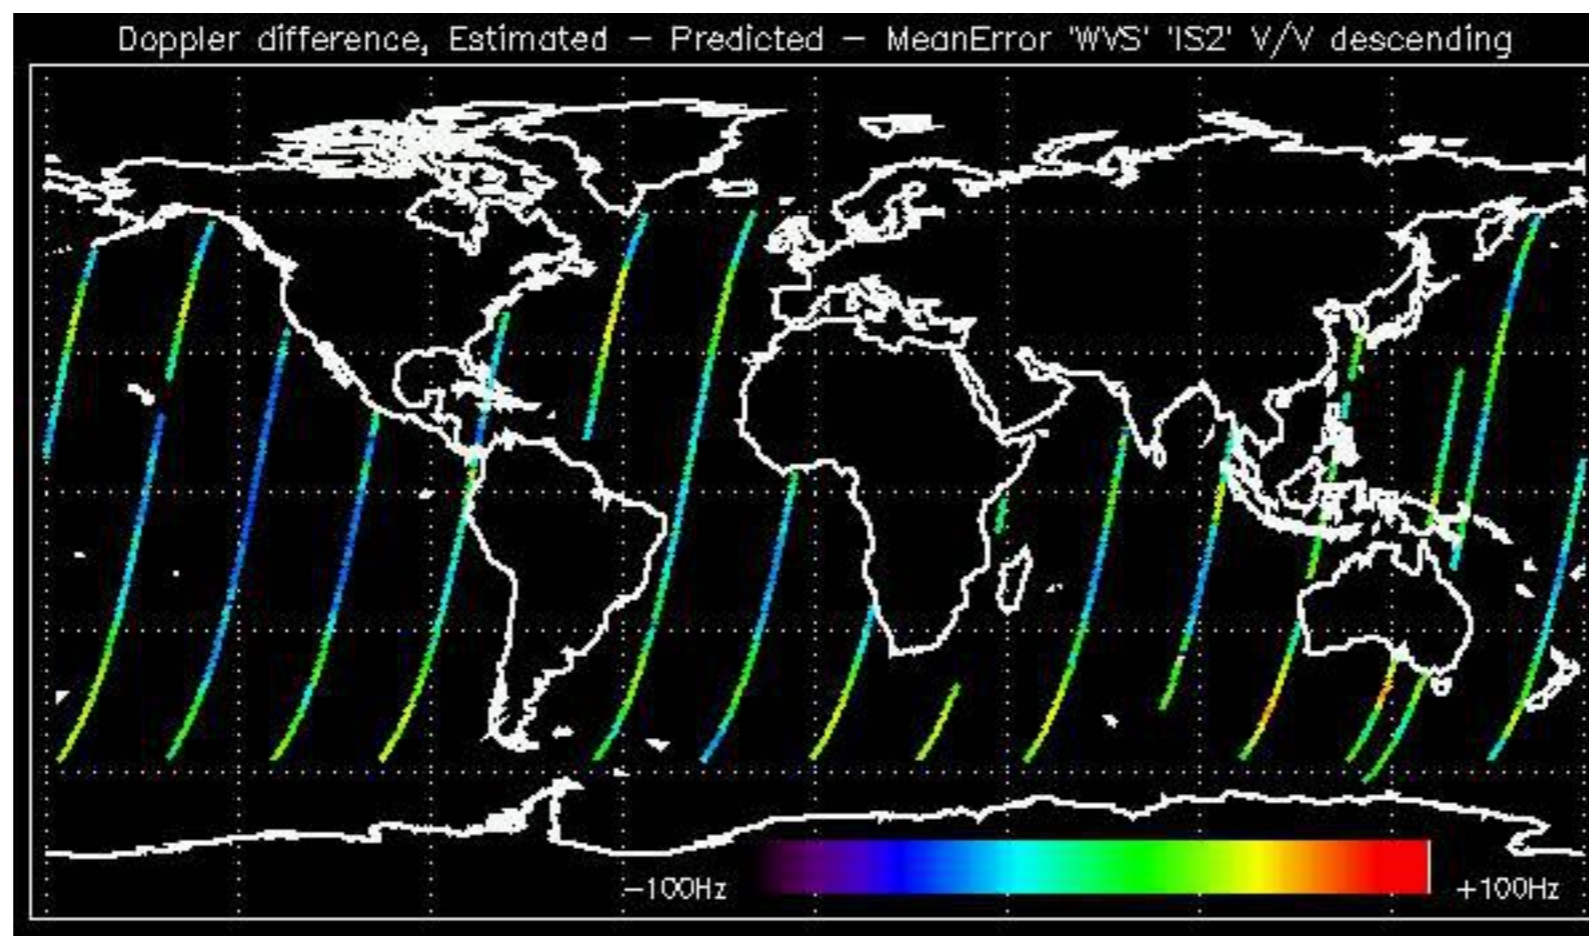 Doppler difference, Estimated - Predicted - MeanError 'WVS' 'IS2' V/V descending
-100Hz
+100Hz